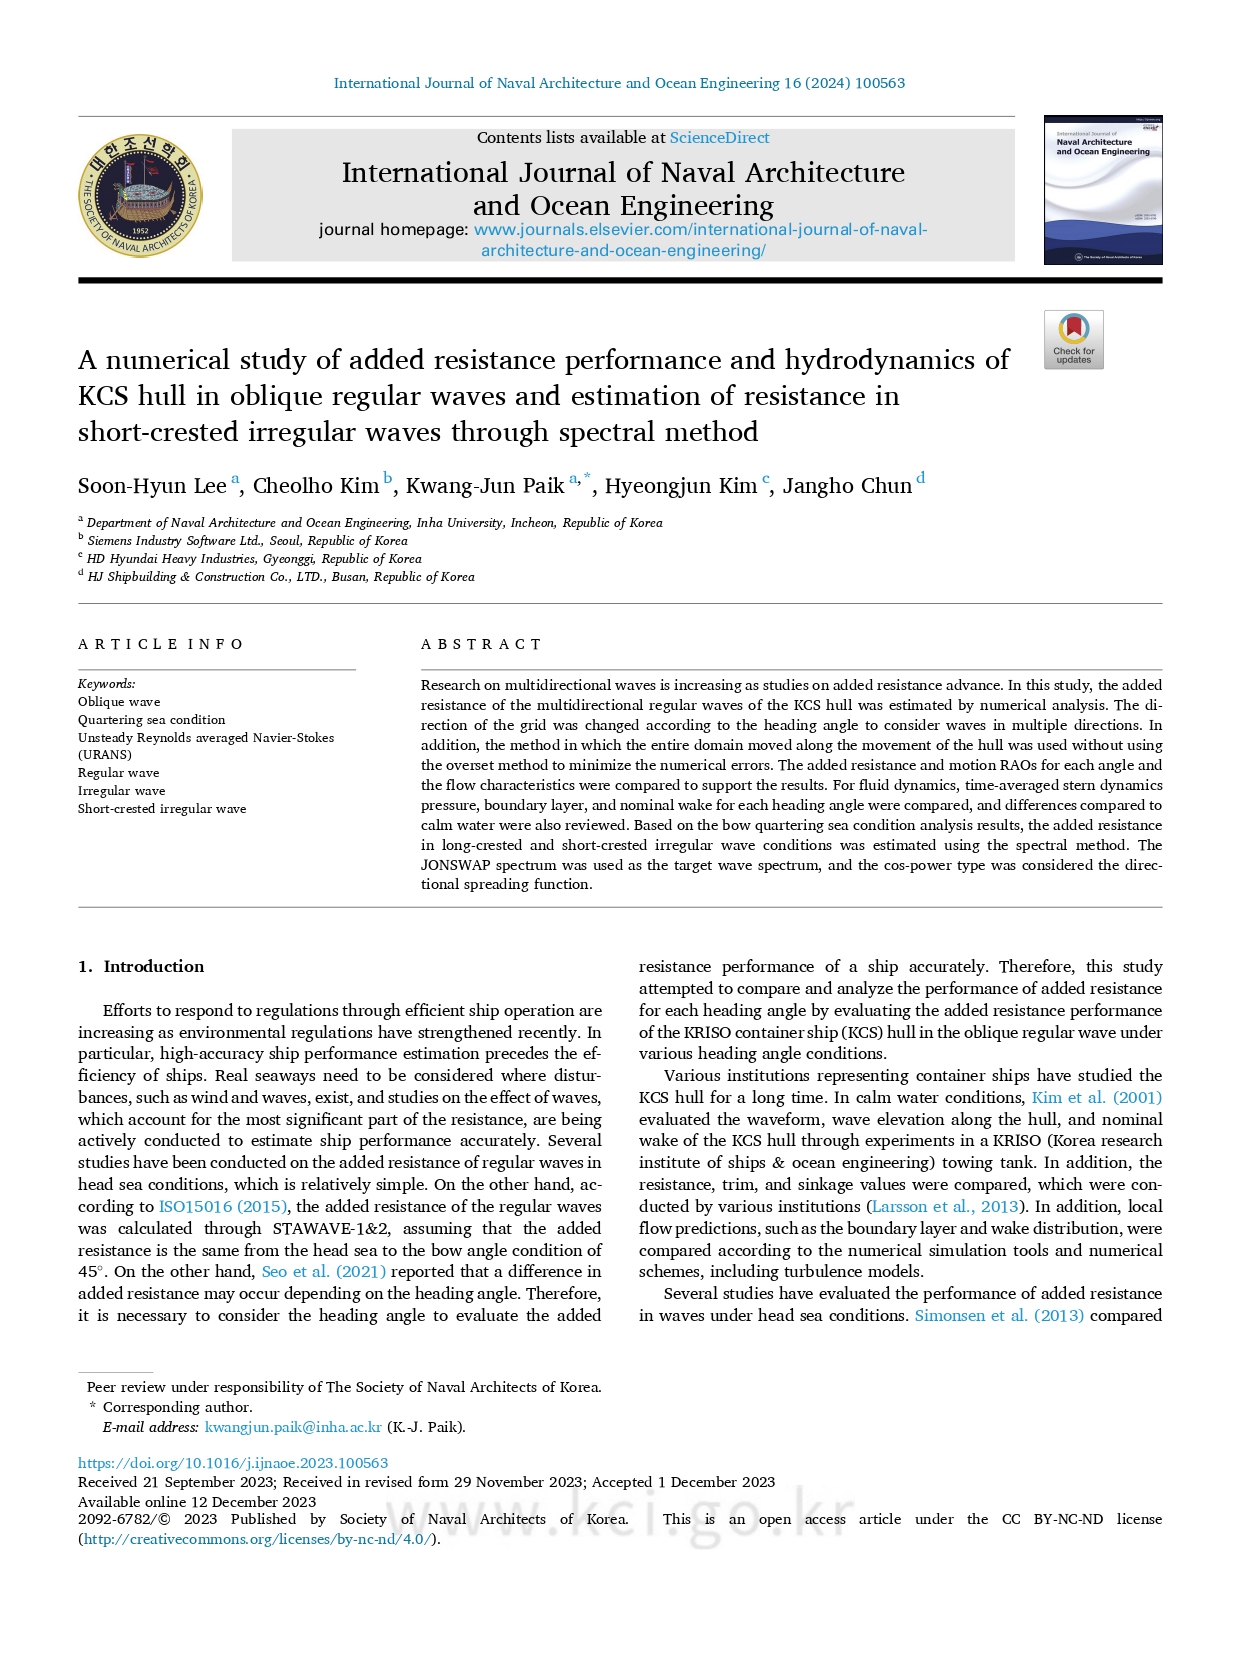 International Journal of Naval Architecture and Ocean Engineering 16 (2024) 100563
Contents lists available at ScienceDirect
International Journal of Naval Architecture
and Ocean Engineering
journal homepage: www.journals.elsevier.com/international-journal-of-naval-
architecture-and-ocean-engineering/
대한조선학회
THE SOCIETY OF NAVAL ARCHITECTS OF KOREA
1952
International Journal of
Naval Architecture
and Ocean Engineering
The Society of Naval Architects of Korea
Check for
updates
A numerical study of added resistance performance and hydrodynamics of
KCS hull in oblique regular waves and estimation of resistance in
short-crested irregular waves through spectral method
Soon-Hyun Lee a, Cheolho Kim b, Kwang-Jun Paik a,*, Hyeongjun Kim c, Jangho Chun d
a Department of Naval Architecture and Ocean Engineering, Inha University, Incheon, Republic of Korea
b Siemens Industry Software Ltd., Seoul, Republic of Korea
c HD Hyundai Heavy Industries, Gyeonggi, Republic of Korea
d HJ Shipbuilding & Construction Co., LTD., Busan, Republic of Korea
ARTICLE INFO
Keywords:
Oblique wave
Quartering sea condition
Unsteady Reynolds averaged Navier-Stokes
(URANS)
Regular wave
Irregular wave
Short-crested irregular wave
ABSTRACT
Research on multidirectional waves is increasing as studies on added resistance advance. In this study, the added
resistance of the multidirectional regular waves of the KCS hull was estimated by numerical analysis. The di-
rection of the grid was changed according to the heading angle to consider waves in multiple directions. In
addition, the method in which the entire domain moved along the movement of the hull was used without using
the overset method to minimize the numerical errors. The added resistance and motion RAOs for each angle and
the flow characteristics were compared to support the results. For fluid dynamics, time-averaged stern dynamics
pressure, boundary layer, and nominal wake for each heading angle were compared, and differences compared to
calm water were also reviewed. Based on the bow quartering sea condition analysis results, the added resistance
in long-crested and short-crested irregular wave conditions was estimated using the spectral method. The
JONSWAP spectrum was used as the target wave spectrum, and the cos-power type was considered the direc-
tional spreading function.
1. Introduction
Efforts to respond to regulations through efficient ship operation are
increasing as environmental regulations have strengthened recently. In
particular, high-accuracy ship performance estimation precedes the ef-
ficiency of ships. Real seaways need to be considered where distur-
bances, such as wind and waves, exist, and studies on the effect of waves,
which account for the most significant part of the resistance, are being
actively conducted to estimate ship performance accurately. Several
studies have been conducted on the added resistance of regular waves in
head sea conditions, which is relatively simple. On the other hand, ac-
cording to ISO15016 (2015), the added resistance of the regular waves
was calculated through STAWAVE-1&2, assuming that the added
resistance is the same from the head sea to the bow angle condition of
45°. On the other hand, Seo et al. (2021) reported that a difference in
added resistance may occur depending on the heading angle. Therefore,
it is necessary to consider the heading angle to evaluate the added
resistance performance of a ship accurately. Therefore, this study
attempted to compare and analyze the performance of added resistance
for each heading angle by evaluating the added resistance performance
of the KRISO container ship (KCS) hull in the oblique regular wave under
various heading angle conditions.
Various institutions representing container ships have studied the
KCS hull for a long time. In calm water conditions, Kim et al. (2001)
evaluated the waveform, wave elevation along the hull, and nominal
wake of the KCS hull through experiments in a KRISO (Korea research
institute of ships & ocean engineering) towing tank. In addition, the
resistance, trim, and sinkage values were compared, which were con-
ducted by various institutions (Larsson et al., 2013). In addition, local
flow predictions, such as the boundary layer and wake distribution, were
compared according to the numerical simulation tools and numerical
schemes, including turbulence models.
Several studies have evaluated the performance of added resistance
in waves under head sea conditions. Simonsen et al. (2013) compared
Peer review under responsibility of The Society of Naval Architects of Korea.
* Corresponding author.
E-mail address: kwangjun.paik@inha.ac.kr (K.-J. Paik).
https://doi.org/10.1016/j.ijnaoe.2023.100563
Received 21 September 2023; Received in revised form 29 November 2023; Accepted 1 December 2023
Available online 12 December 2023
2092-6782/© 2023 Published by Society of Naval Architects of Korea. This is an open access article under the CC BY-NC-ND license
(http://creativecommons.org/licenses/by-nc-nd/4.0/).
www.kci.go.kr